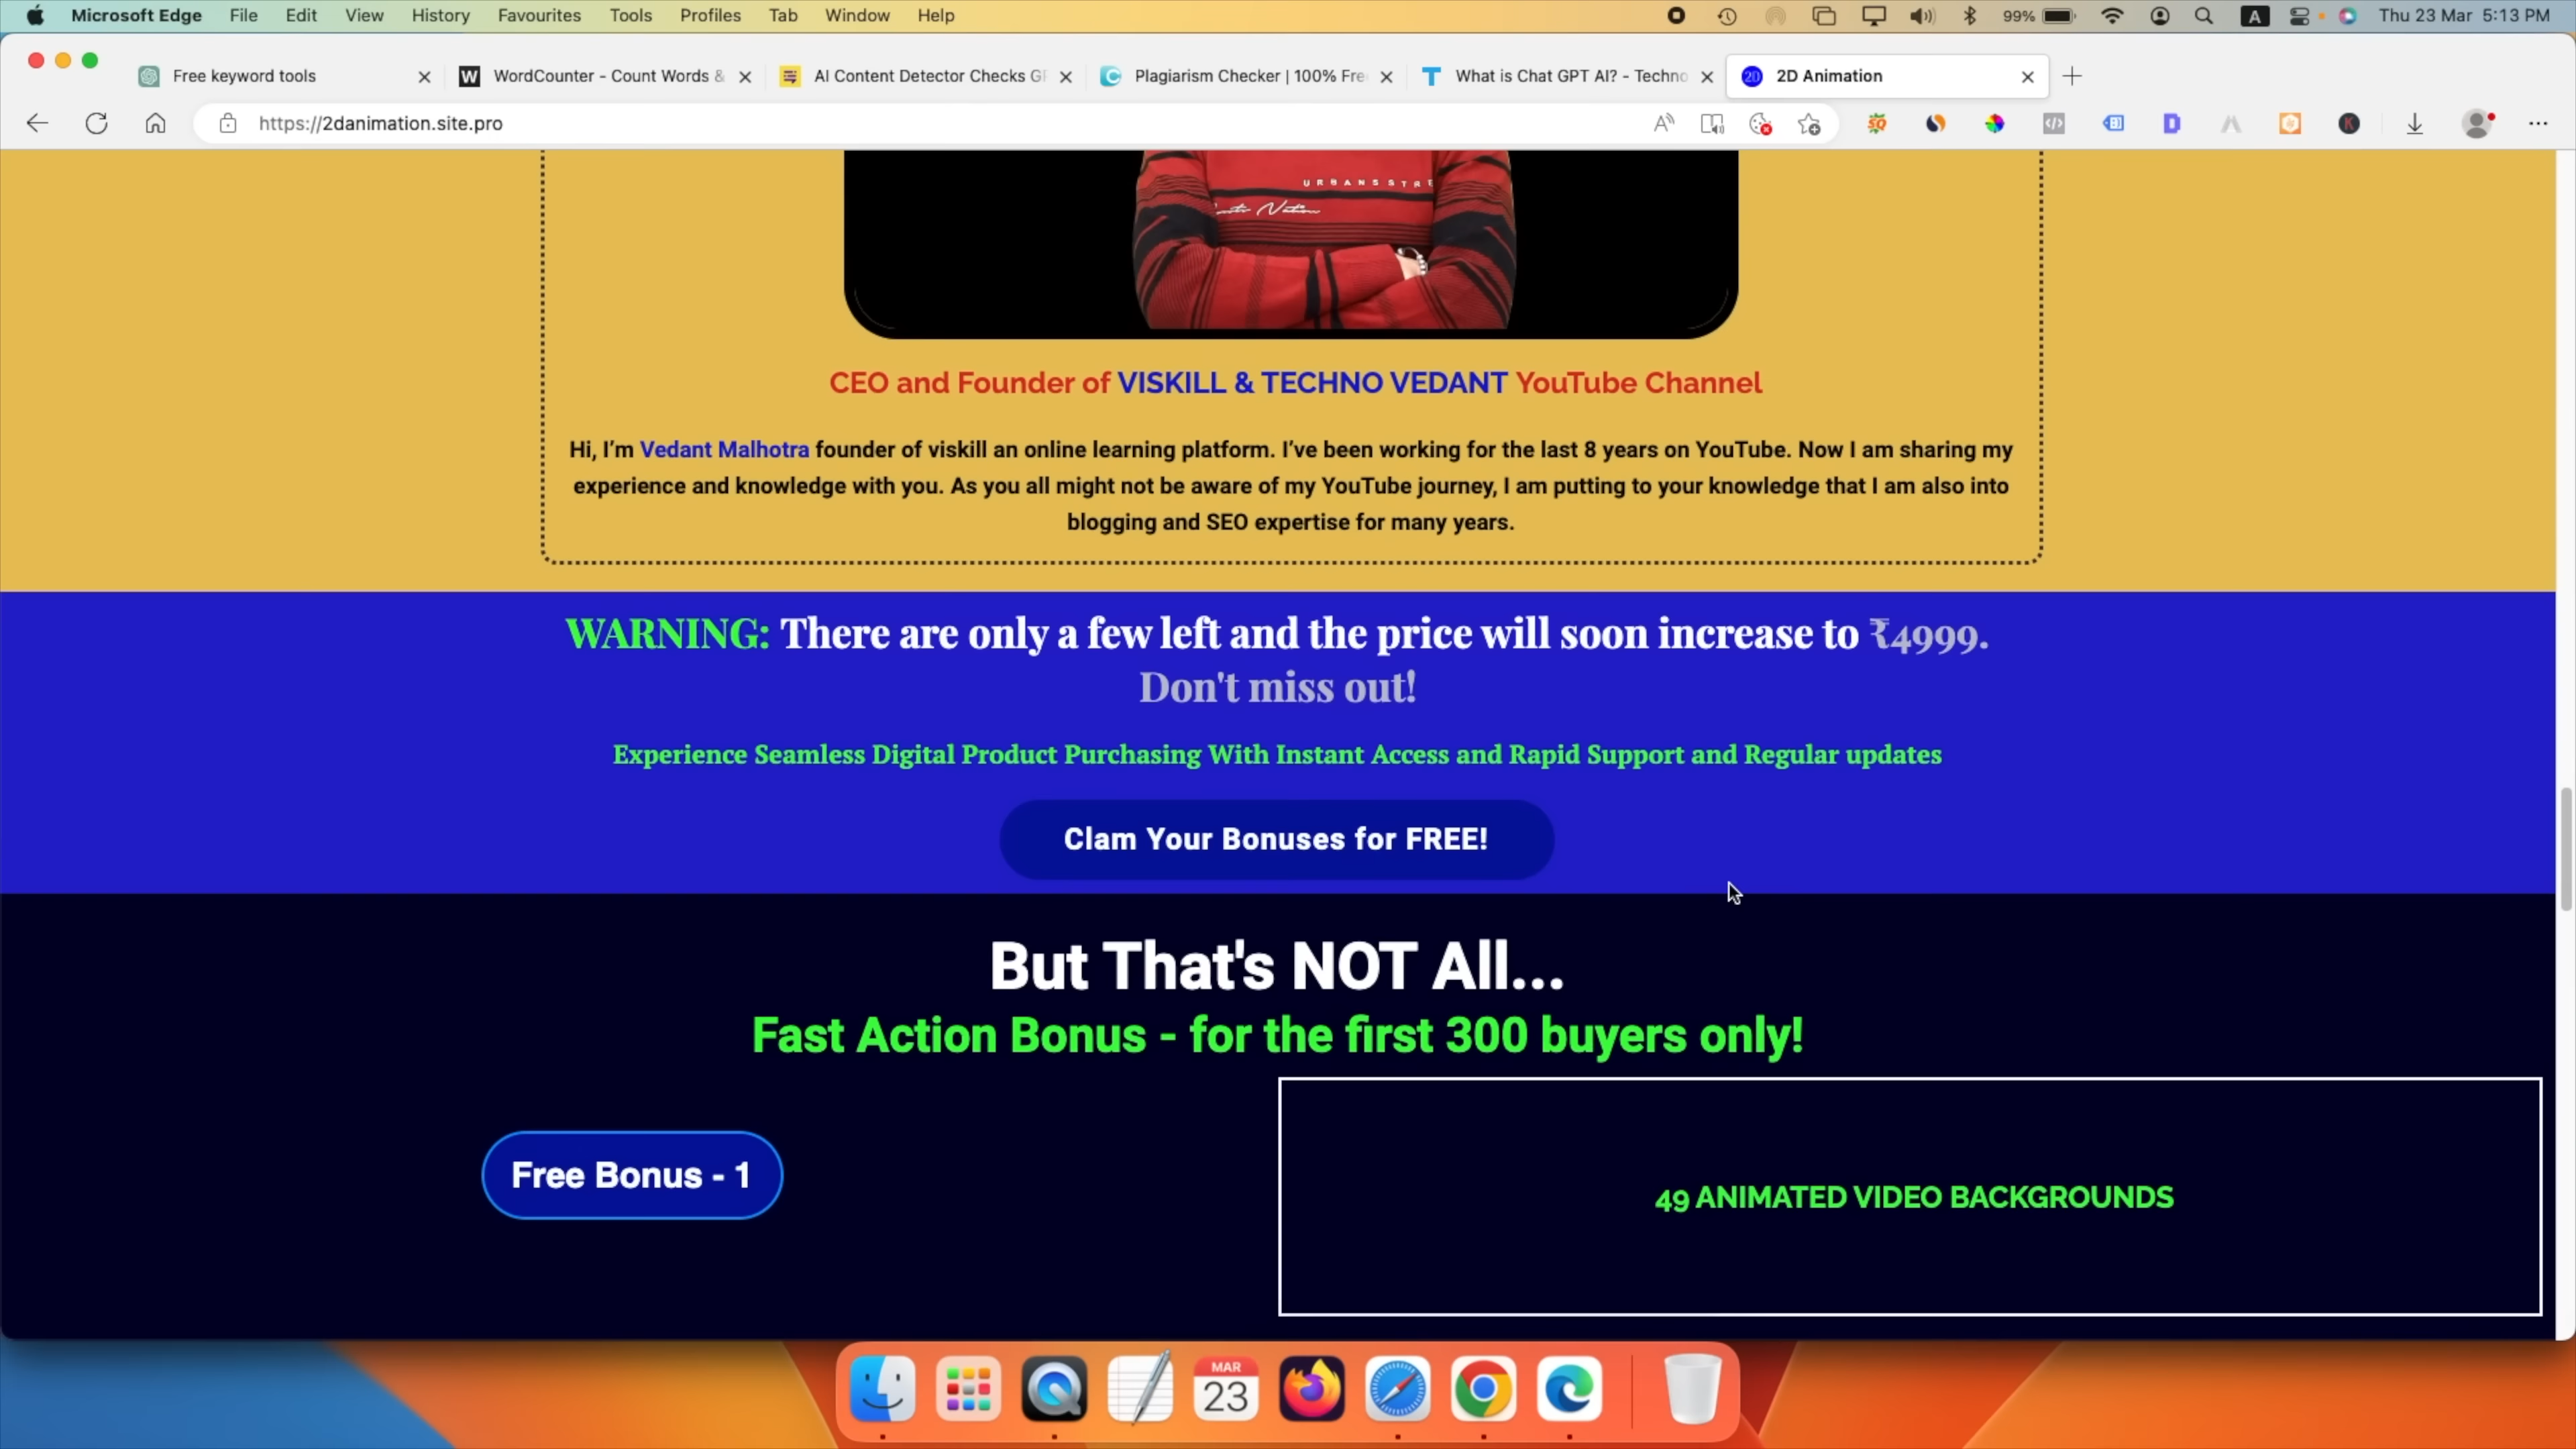 Microsoft Edge File Edit View History Favourites Tools Profiles Tab Window Help 99% A Thu 23 Mar 5:13 PM
Free keyword tools WordCounter - Count Words & AI Content Detector Checks Plagiarism Checker | 100% Fre What is Chat GPT AI? - Techno 2D Animation
https://2danimation.site.pro
URBANSSTRE
Nation
CEO and Founder of VISKILL & TECHNO VEDANT YouTube Channel
Hi, I'm Vedant Malhotra founder of viskill an online learning platform. I've been working for the last 8 years on YouTube. Now I am sharing my
experience and knowledge with you. As you all might not be aware of my YouTube journey, I am putting to your knowledge that I am also into
blogging and SEO expertise for many years.
WARNING: There are only a few left and the price will soon increase to ₹4999.
Don't miss out!
Experience Seamless Digital Product Purchasing With Instant Access and Rapid Support and Regular updates
Clam Your Bonuses for FREE!
But That's NOT All...
Fast Action Bonus - for the first 300 buyers only!
Free Bonus - 1
49 ANIMATED VIDEO BACKGROUNDS
MAR
23